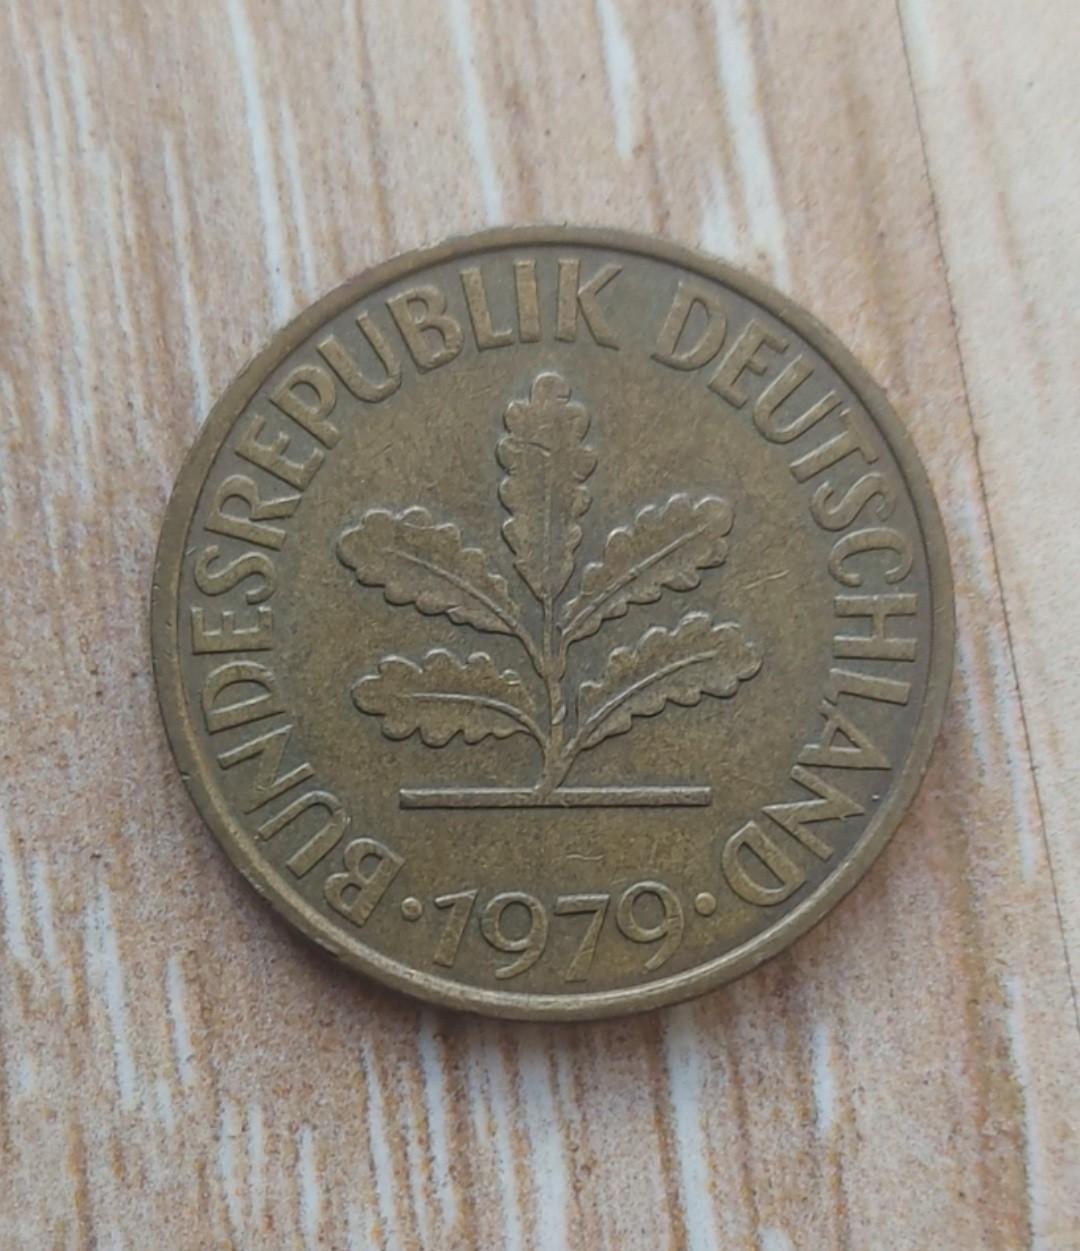 BUNDESREPUBLIK DEUTSCHLAND
·1979·